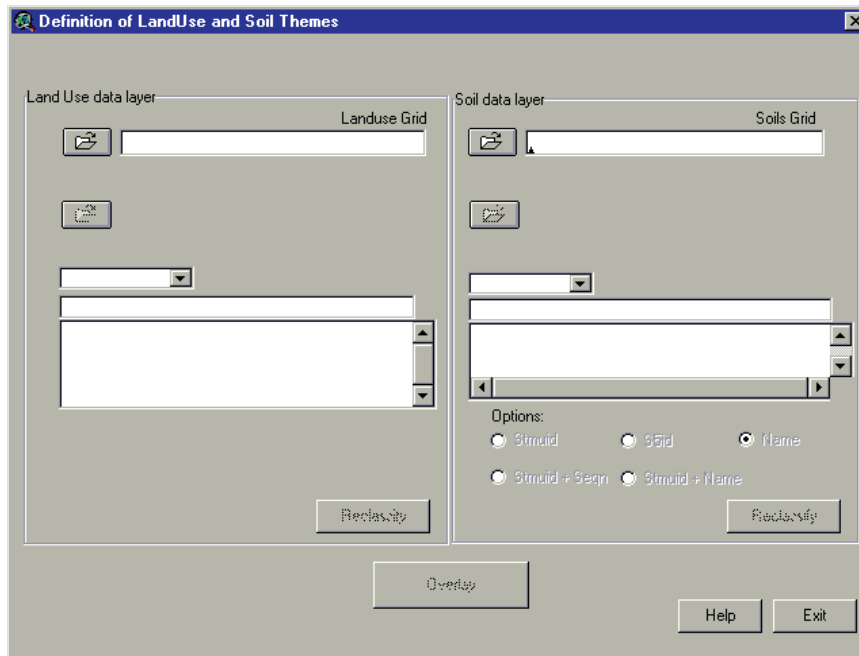 Definition of LandUse and Soil Themes
Land Use data layer
Landuse Grid
Soil data layer
Soils Grid
Options:
Stmuid
S5id
Name
Stmuid + Seqn
Stmuid + Name
Reclassify
Reclassify
Overlay
Help
Exit